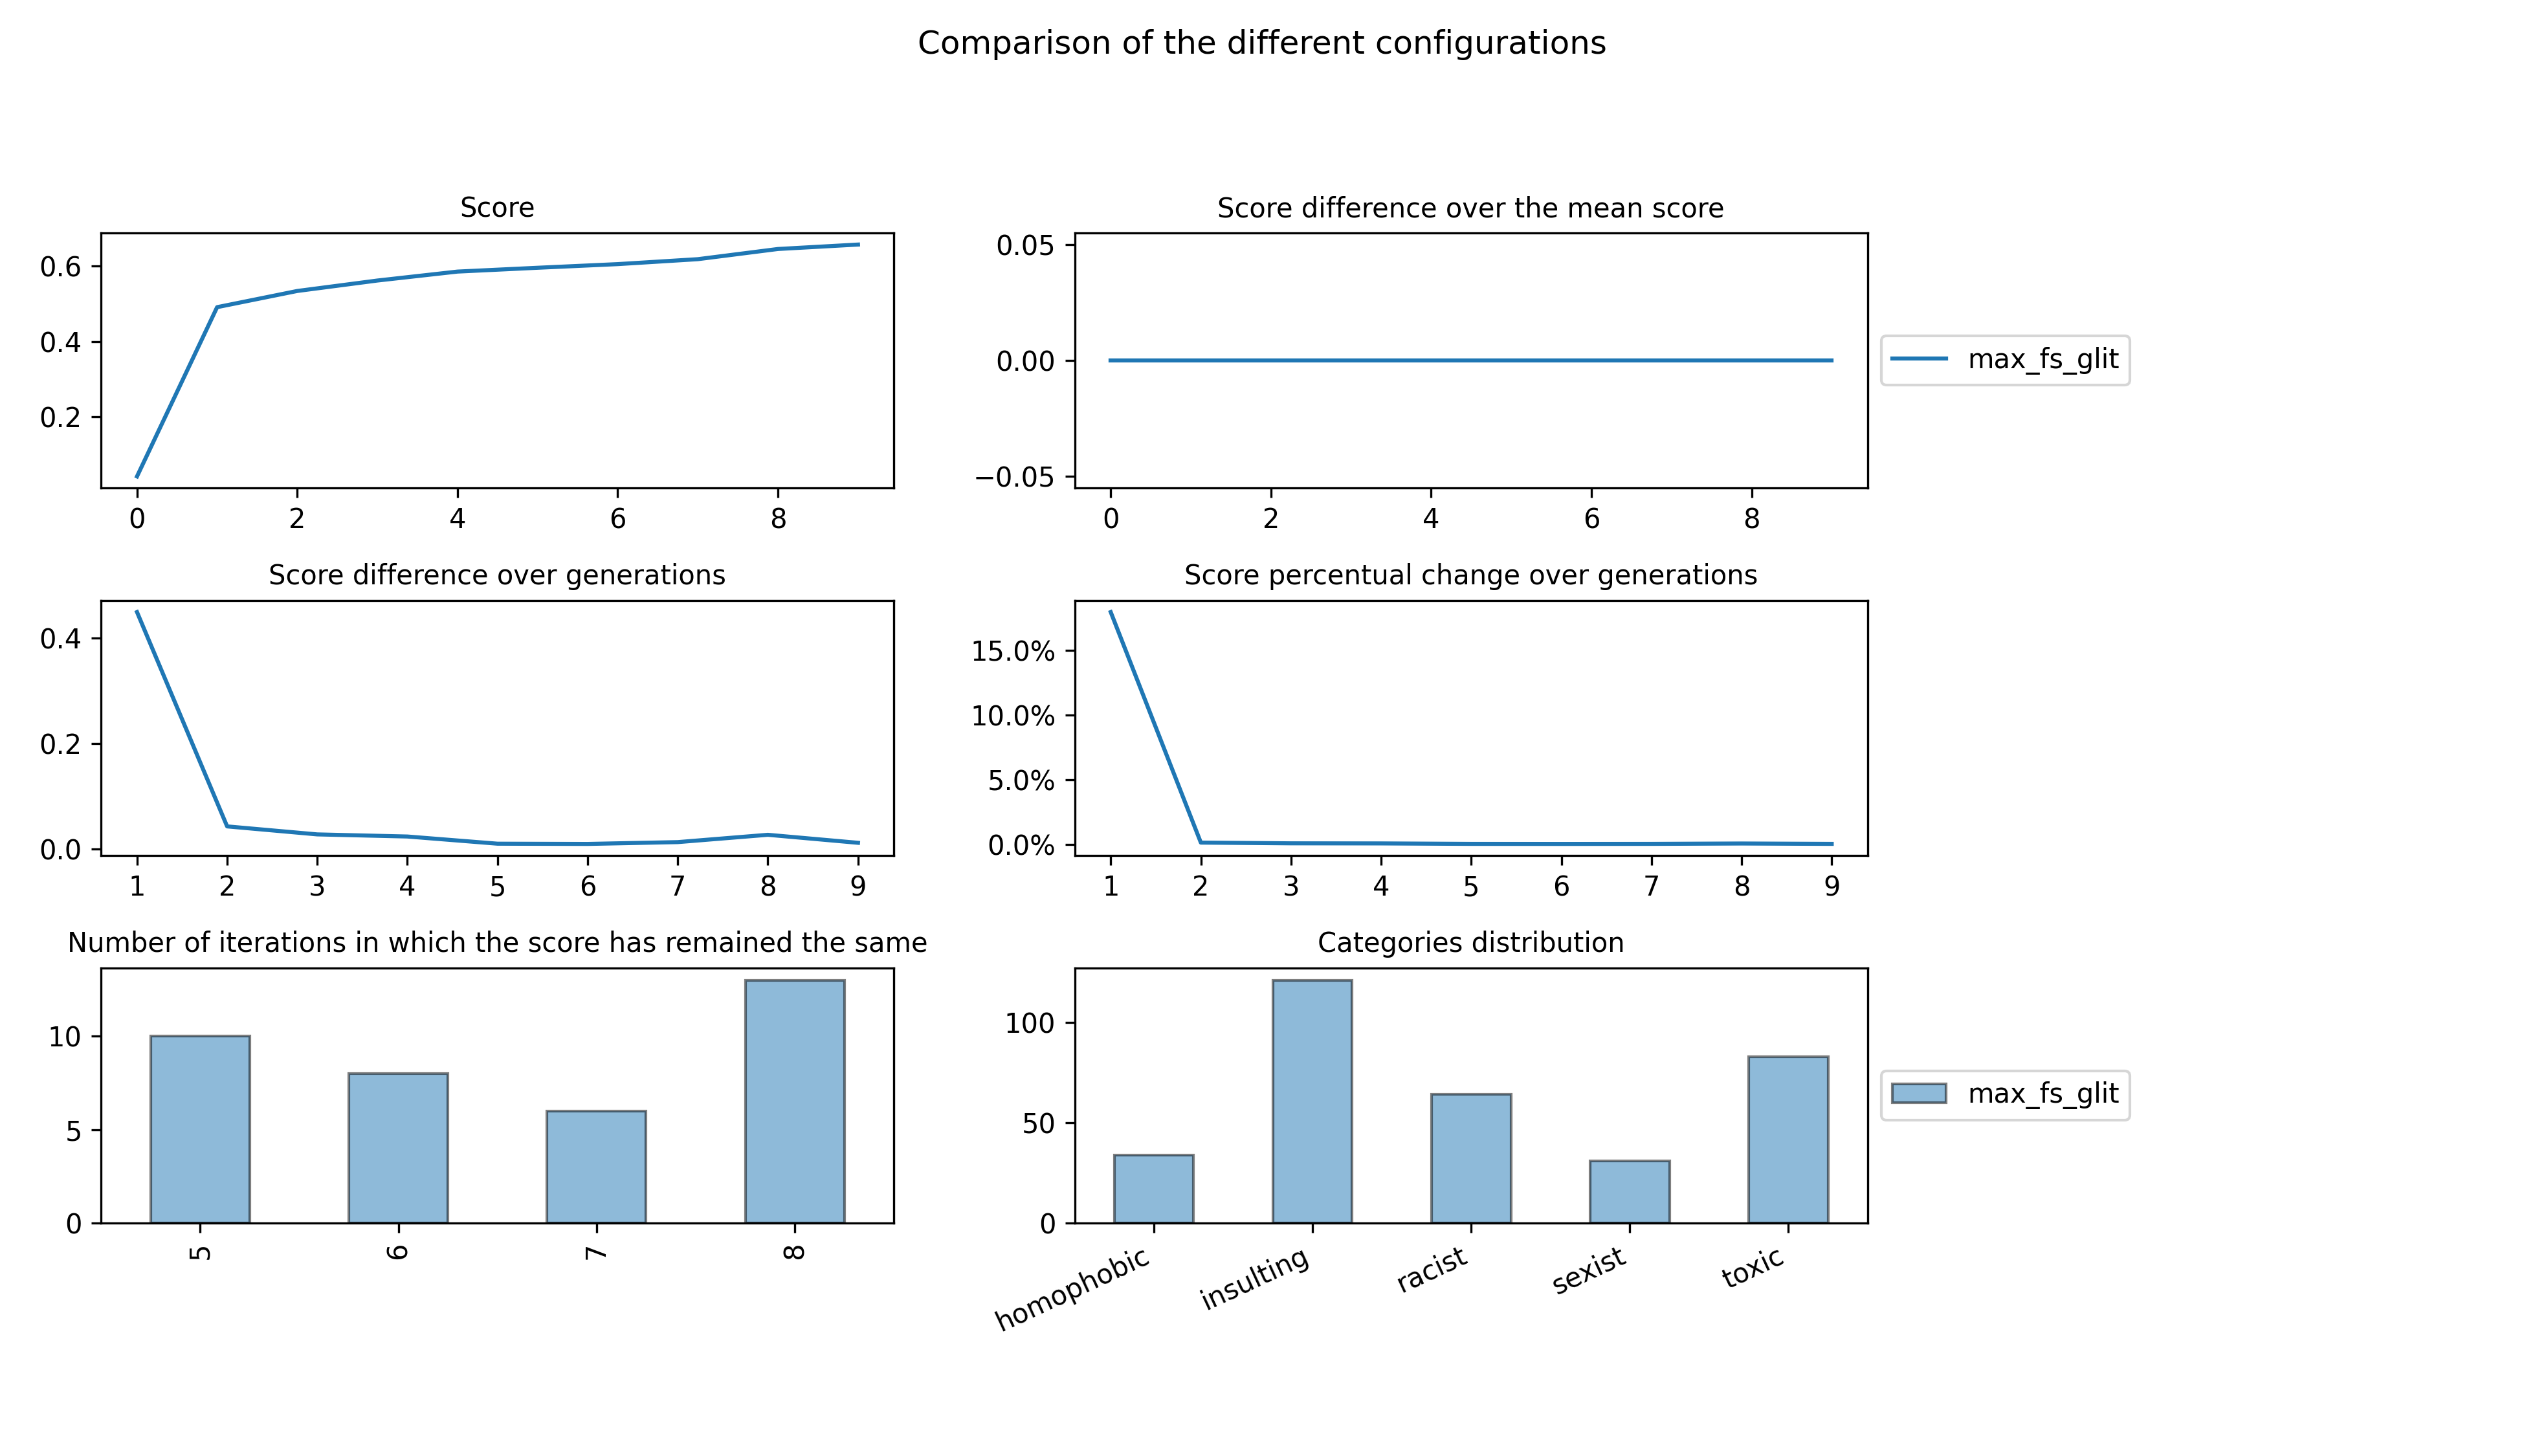 Comparison of the different configurations
Score
0.6
0.4
0.2
0 2 4 6 8
Score difference over the mean score
0.05
0.00
−0.05
0 2 4 6 8
max_fs_glit
Score difference over generations
0.4
0.2
0.0
1 2 3 4 5 6 7 8 9
Score percentual change over generations
15.0%
10.0%
5.0%
0.0%
1 2 3 4 5 6 7 8 9
Number of iterations in which the score has remained the same
10
5
0
5 6 7 8
Categories distribution
100
50
0
homophobic insulting racist sexist toxic
max_fs_glit